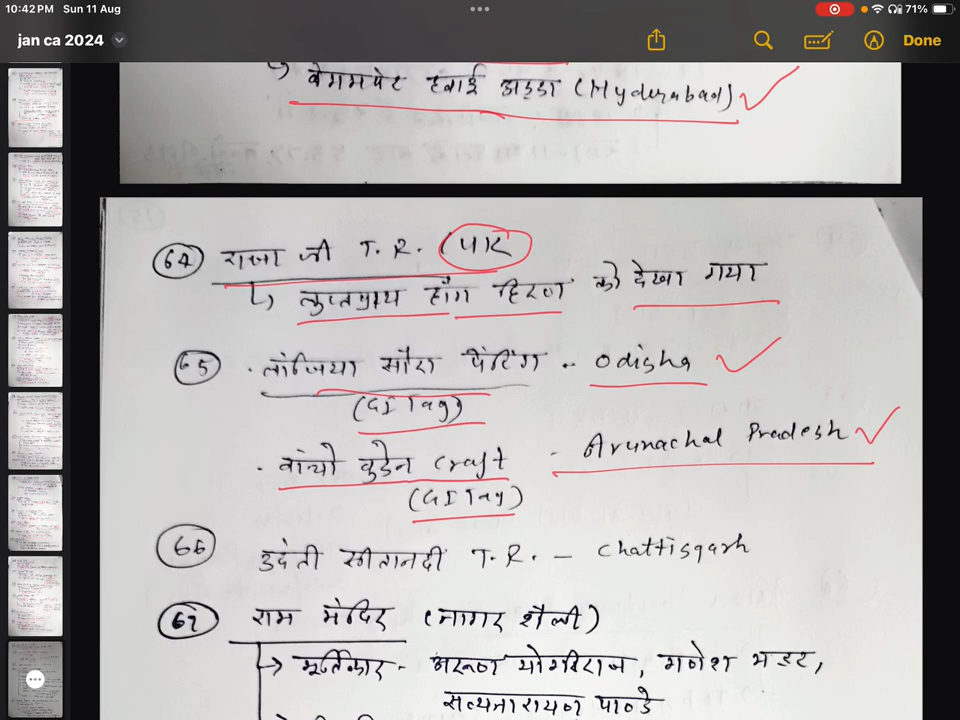 10:42 PM Sun 11 Aug
71%
jan ca 2024
Done
बेगमपेट हवाई अड्डा (Hyderabad)
64 राजा जी T.R. (UK)
लुप्तप्राय हॉग हिरण को देखा गया
65 · लांजिया सौरा पेंटिंग - Odisha
(GI Tag)
· वांचो वुडेन Craft - Arunachal Pradesh
(GI Tag)
66 उदंती सीतानदी T.R. - Chattisgarh
67 राम मंदिर (नागर शैली)
मूर्तिकार - अरूण योगीराज, गणेश भट्ट,
सत्यनारायण पाण्डे